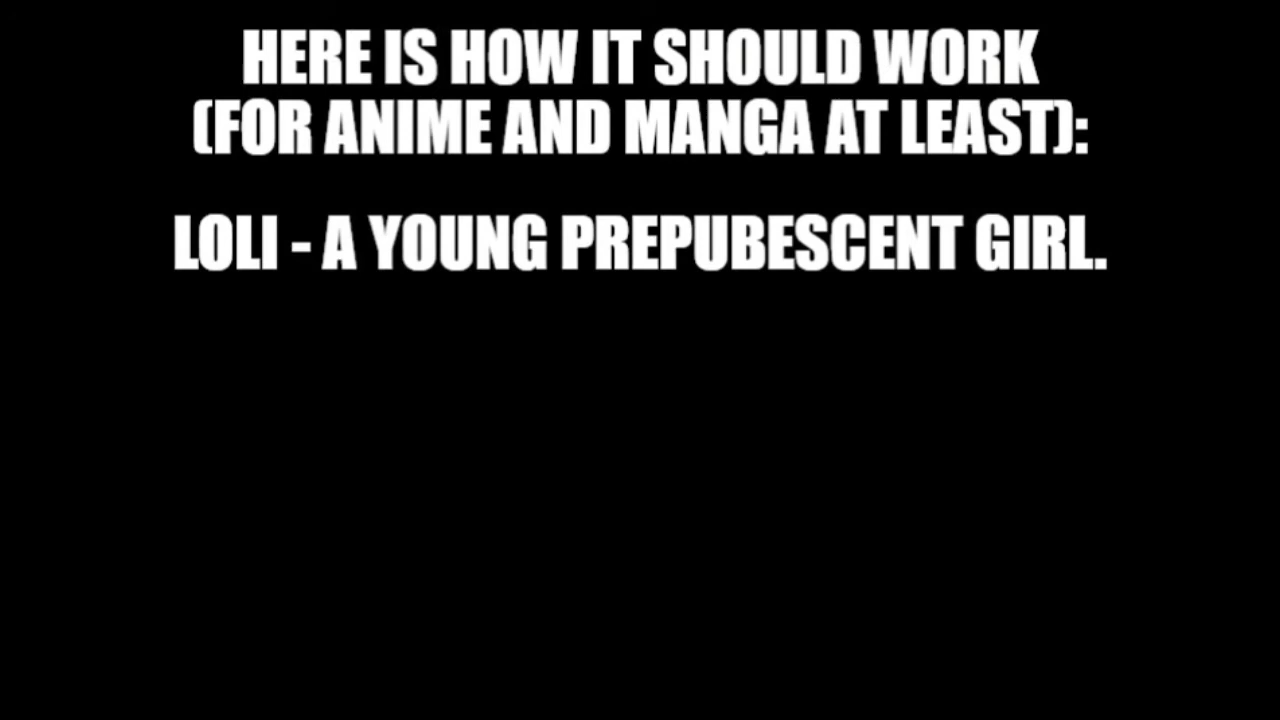 HERE IS HOW IT SHOULD WORK
(FOR ANIME AND MANGA AT LEAST):
LOLI - A YOUNG PREPUBESCENT GIRL.